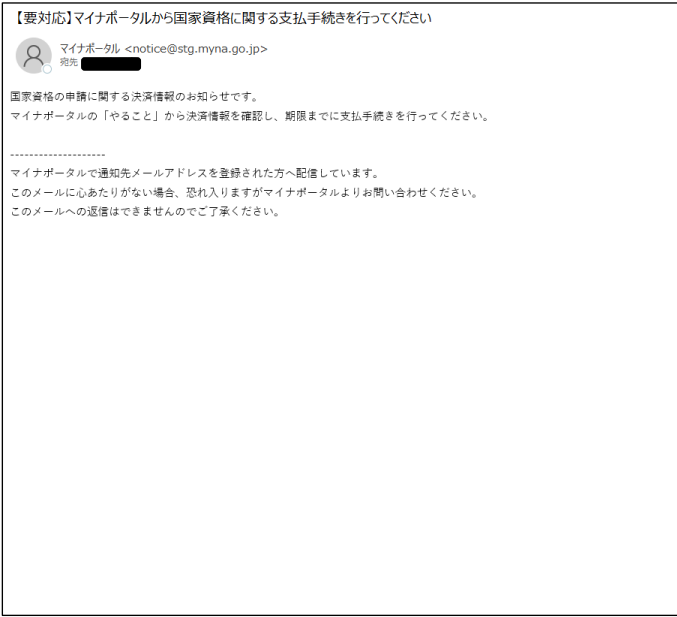 【要対応】マイナポータルから国家資格に関する支払手続きを行ってください
マイナポータル <notice@stg.myna.go.jp>
宛先
国家資格の申請に関する決済情報のお知らせです。
マイナポータルの「やること」から決済情報を確認し、期限までに支払手続きを行ってください。
--------------------
マイナポータルで通知先メールアドレスを登録された方へ配信しています。
このメールに心あたりがない場合、恐れ入りますがマイナポータルよりお問い合わせください。
このメールへの返信はできませんのでご了承ください。